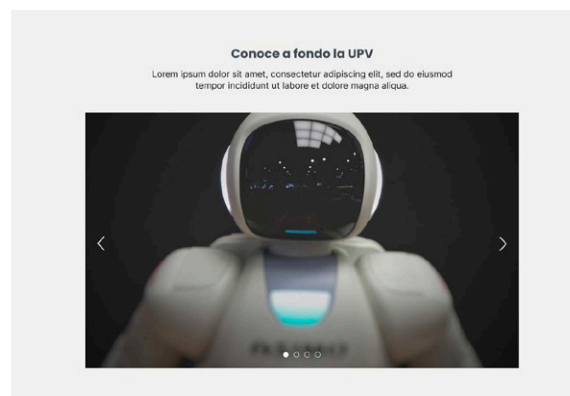 Conoce a fondo la UPV
Lorem ipsum dolor sit amet, consectetur adipiscing elit, sed do eiusmod
tempor incididunt ut labore et dolore magna aliqua.